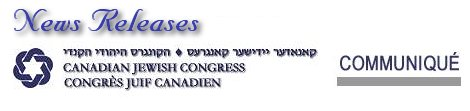 News Releases
קאנאדער יידישער קאנגרעס ♦ הקונגרס היהודי הקנדי
CANADIAN JEWISH CONGRESS
CONGRÈS JUIF CANADIEN
COMMUNIQUÉ